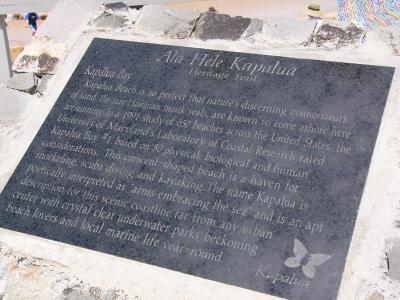 Ala Hele Kapalua
Heritage Trail
Kapalua Bay
Kapalua Beach is so perfect that nature's discerning connoisseurs
of sand, the rare Hawaiian monk seals, are known to come ashore here
for sunning. In a 1991 study of 650 beaches across the United States, the
University of Maryland's Laboratory of Coastal Research rated
Kapalua Bay #1 based on 50 physical, biological and human
considerations. This crescent-shaped beach is a haven for
snorkeling, scuba diving, and kayaking. The name Kapalua is
poetically interpreted as "arms embracing the sea" and is an apt
description for this scenic coastline far from any urban
center with crystal clear underwater parks beckoning
beach lovers and local marine life year-round.
Kapalua